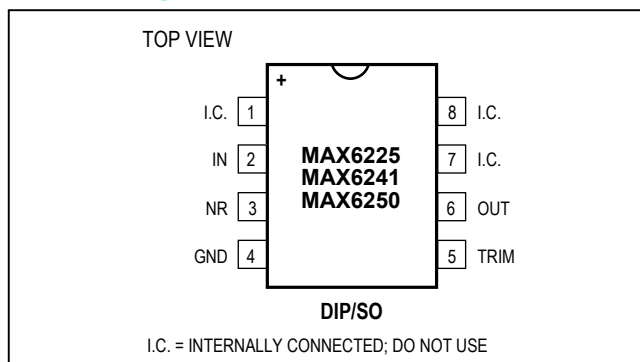 TOP VIEW
+
I.C. 1
IN 2
NR 3
GND 4
MAX6225
MAX6241
MAX6250
8 I.C.
7 I.C.
6 OUT
5 TRIM
DIP/SO
I.C. = INTERNALLY CONNECTED; DO NOT USE